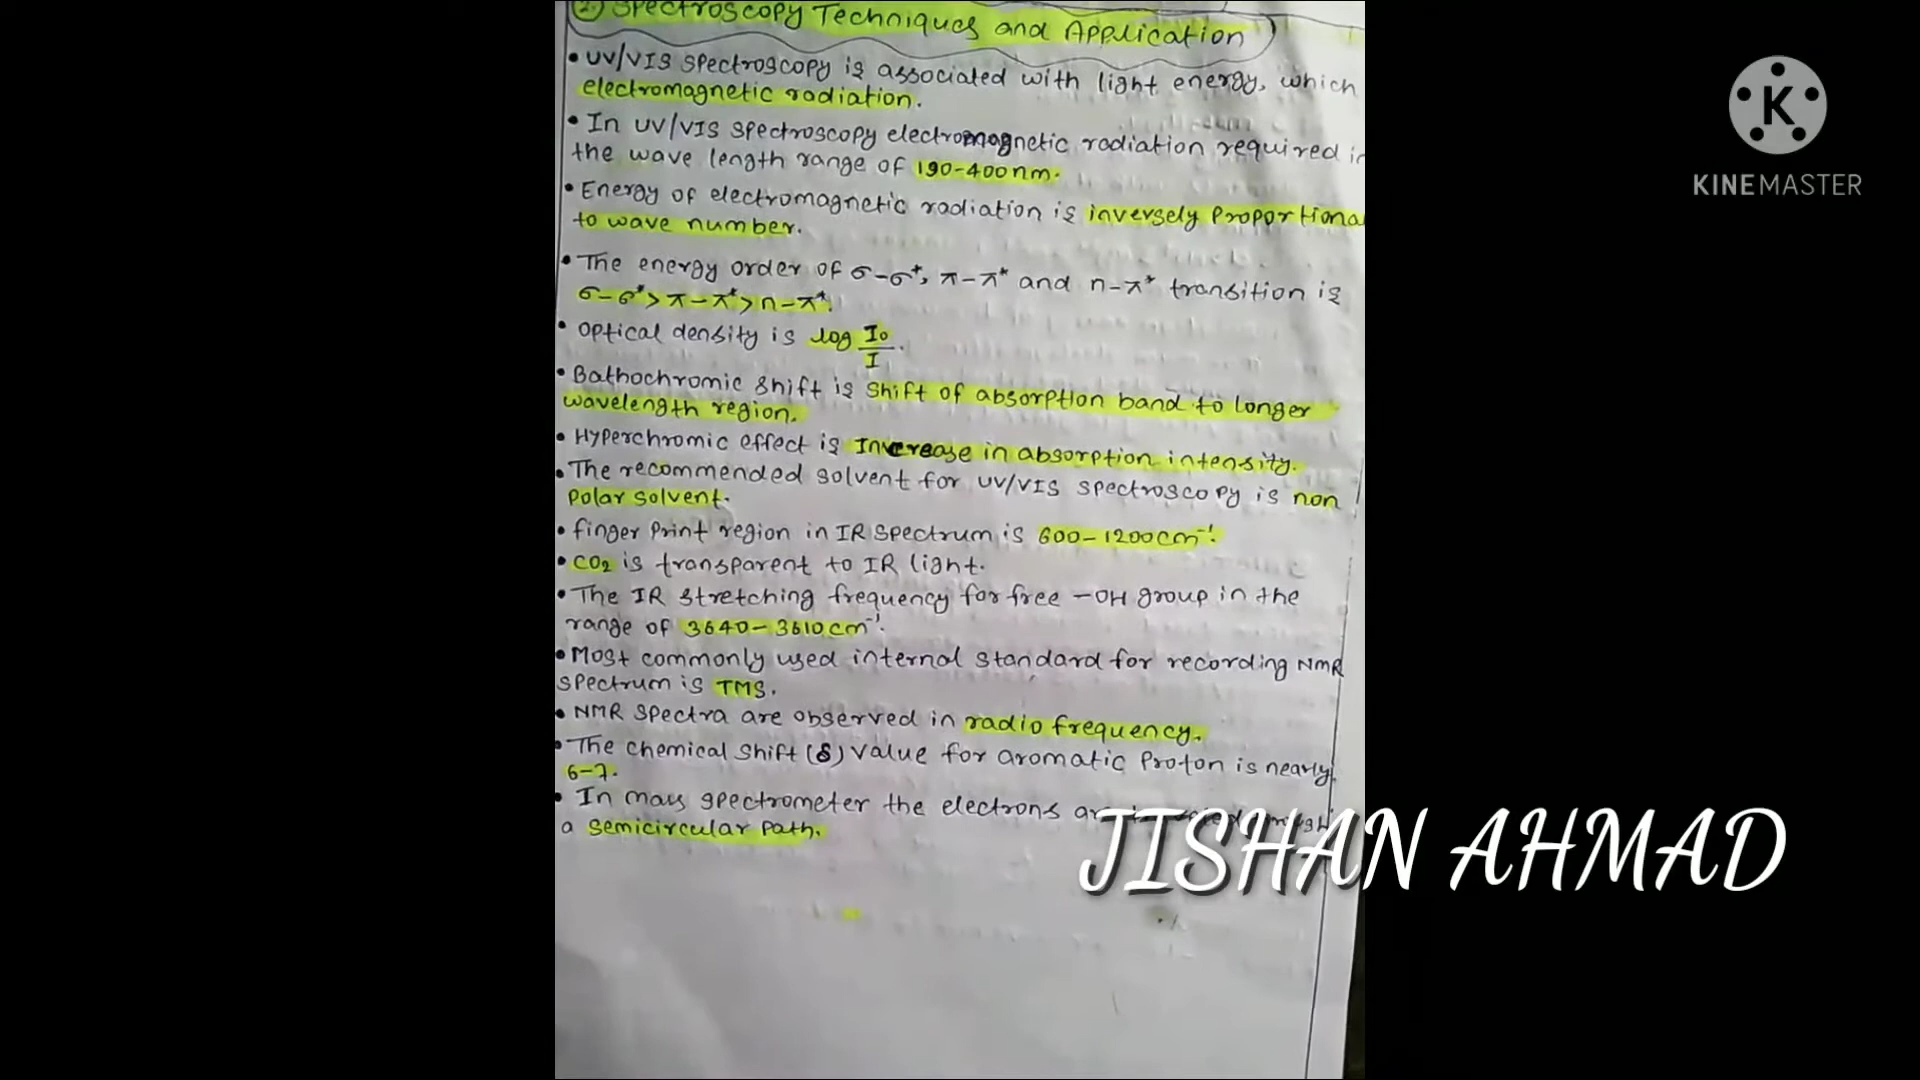 2) Spectroscopy Techniques and Application
• UV/VIS spectroscopy is associated with light energy, which
electromagnetic radiation.
• In UV/VIS spectroscopy electromagnetic radiation required in
the wave length range of 190-400nm.
• Energy of electromagnetic radiation is inversely Proportional
to wave number.
• The energy order of σ-σ*, π-π* and n-π* transition is
σ-σ*>π-π*>n-π*.
• optical density is log I₀/I.
• Bathochromic shift is shift of absorption band to longer
wavelength region.
• Hyperchromic effect is Increase in absorption intensity.
• The recommended solvent for UV/VIS spectroscopy is non
polar solvent.
• finger Print region in IR spectrum is 600-1200cm⁻¹.
• CO₂ is transparent to IR light.
• The IR stretching frequency for free -OH group in the
range of 3640-3610cm⁻¹.
• Most commonly used internal standard for recording NMR
spectrum is TMS.
• NMR spectra are observed in radio frequency.
• The chemical shift (δ) value for aromatic Proton is nearly
6-7.
• In mass spectrometer the electrons
a semicircular path.
K
KINEMASTER
JISHAN AHMAD